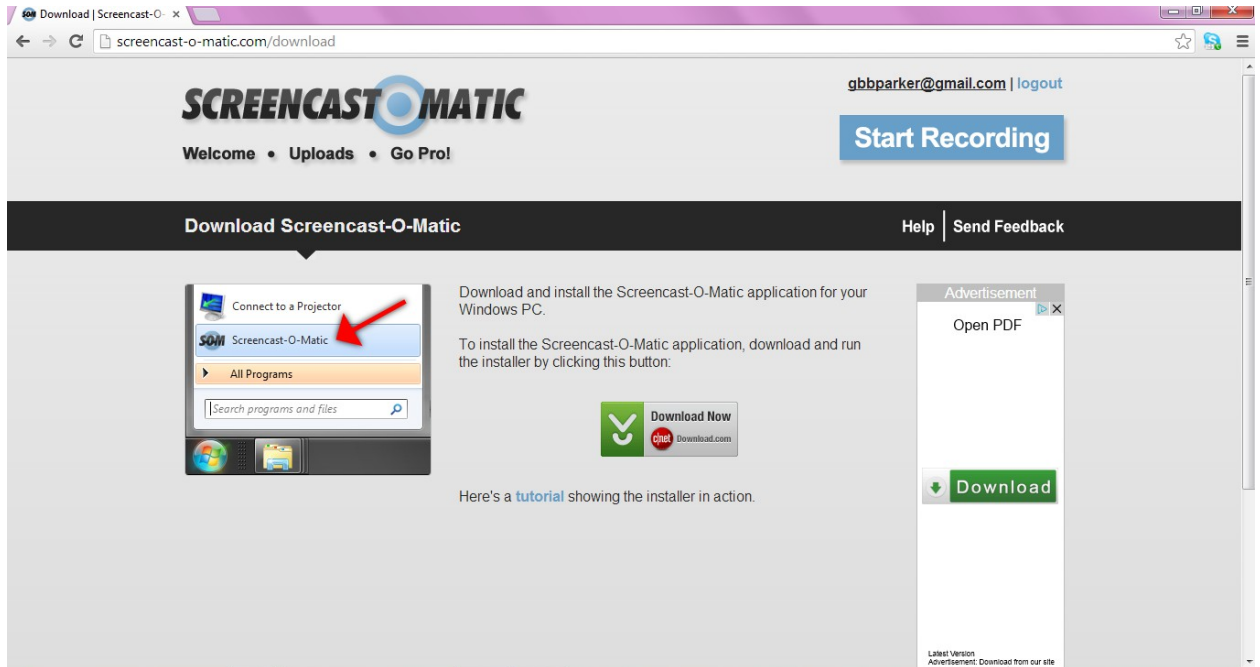 Download | Screencast-O-
screencast-o-matic.com/download
SCREENCAST O MATIC
gbbparker@gmail.com | logout
Start Recording
Welcome • Uploads • Go Pro!
Download Screencast-O-Matic
Help | Send Feedback
Connect to a Projector
SOM Screencast-O-Matic
All Programs
Search programs and files
Download and install the Screencast-O-Matic application for your
Windows PC.
To install the Screencast-O-Matic application, download and run
the installer by clicking this button:
Download Now
c|net Download.com
Here's a tutorial showing the installer in action.
Advertisement
Open PDF
Download
Latest Version
Advertisement: Download from our site